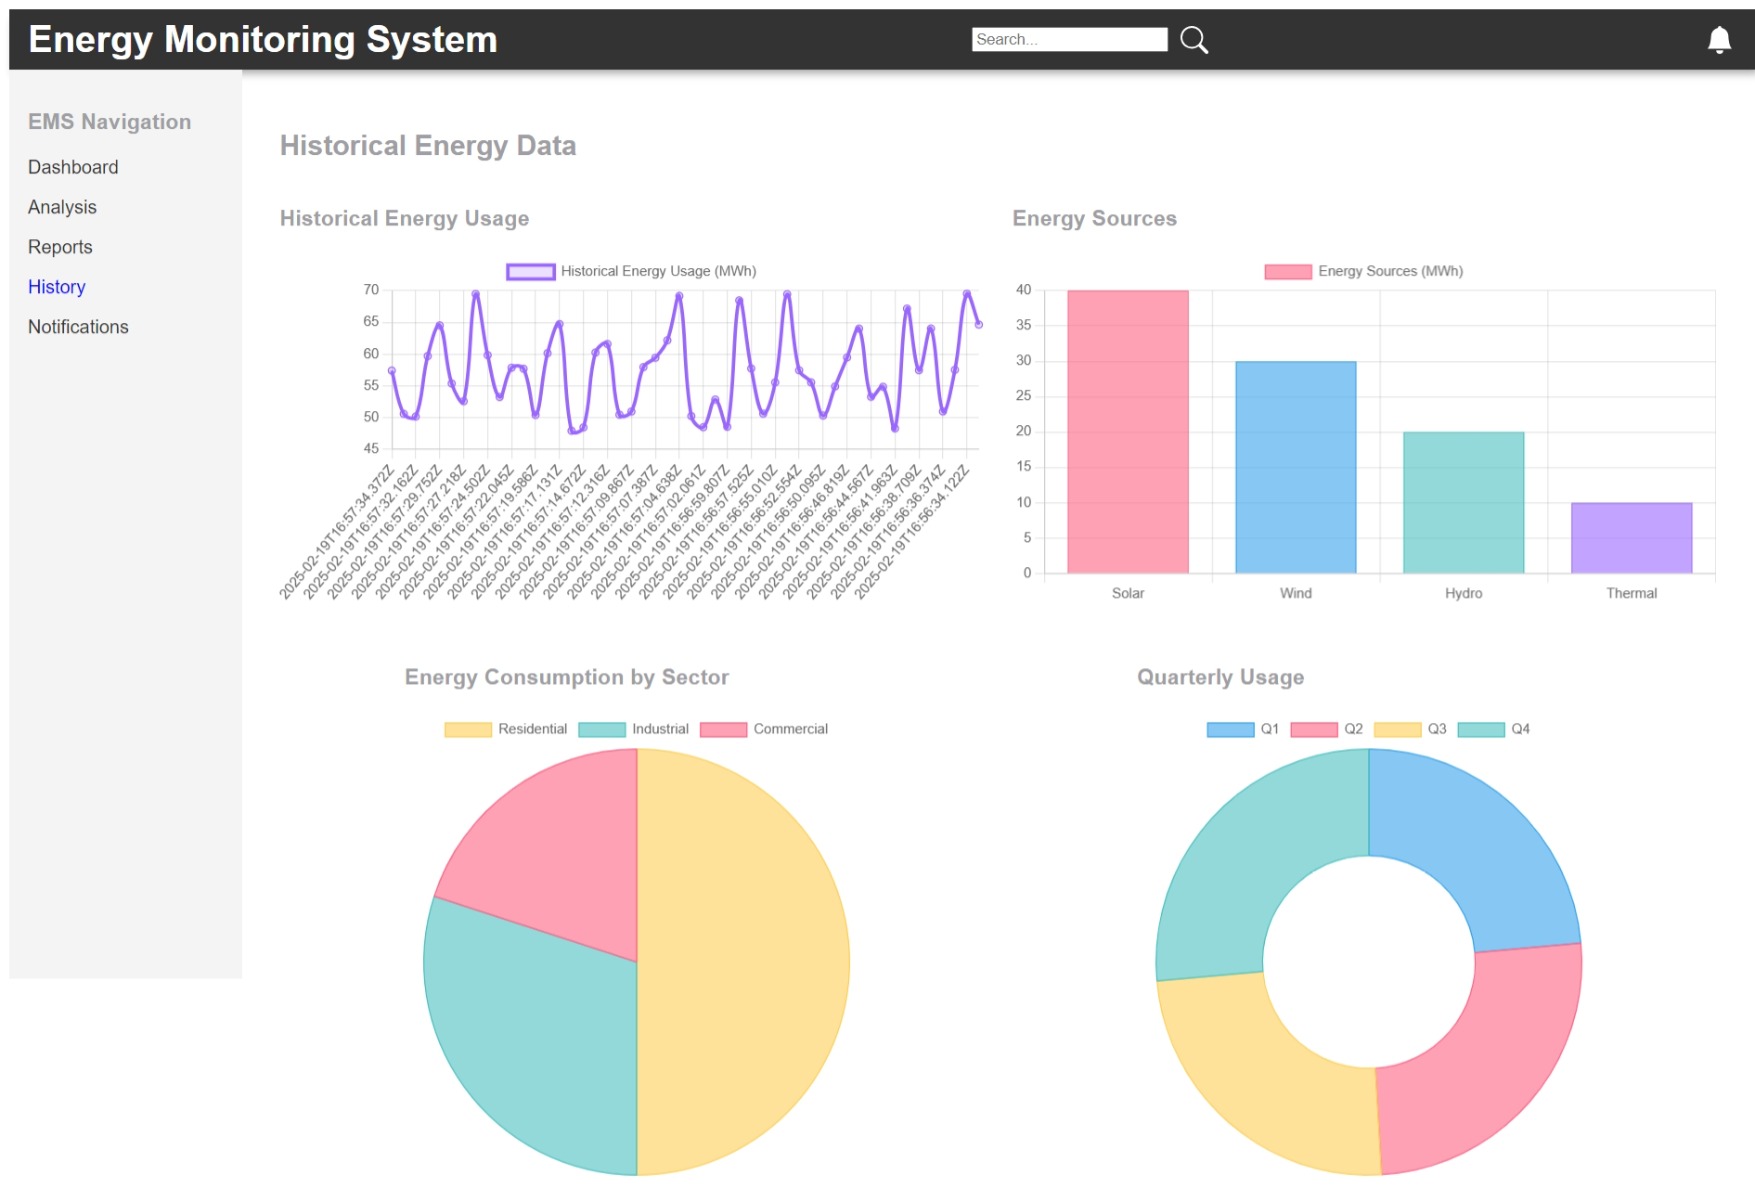 Energy Monitoring System
Search...
EMS Navigation
Dashboard
Analysis
Reports
History
Notifications
Historical Energy Data
Historical Energy Usage
Historical Energy Usage (MWh)
70
65
60
55
50
45
2025-02-19T16:57:34.372Z
2025-02-19T16:57:32.162Z
2025-02-19T16:57:29.752Z
2025-02-19T16:57:27.218Z
2025-02-19T16:57:24.502Z
2025-02-19T16:57:22.045Z
2025-02-19T16:57:19.586Z
2025-02-19T16:57:17.131Z
2025-02-19T16:57:14.672Z
2025-02-19T16:57:12.316Z
2025-02-19T16:57:09.867Z
2025-02-19T16:57:07.387Z
2025-02-19T16:57:04.638Z
2025-02-19T16:57:02.061Z
2025-02-19T16:56:59.807Z
2025-02-19T16:56:57.525Z
2025-02-19T16:56:55.010Z
2025-02-19T16:56:52.554Z
2025-02-19T16:56:50.095Z
2025-02-19T16:56:46.819Z
2025-02-19T16:56:44.567Z
2025-02-19T16:56:41.963Z
2025-02-19T16:56:38.709Z
2025-02-19T16:56:36.374Z
2025-02-19T16:56:34.122Z
Energy Sources
Energy Sources (MWh)
40
35
30
25
20
15
10
5
0
Solar Wind Hydro Thermal
Energy Consumption by Sector
Residential Industrial Commercial
Quarterly Usage
Q1 Q2 Q3 Q4